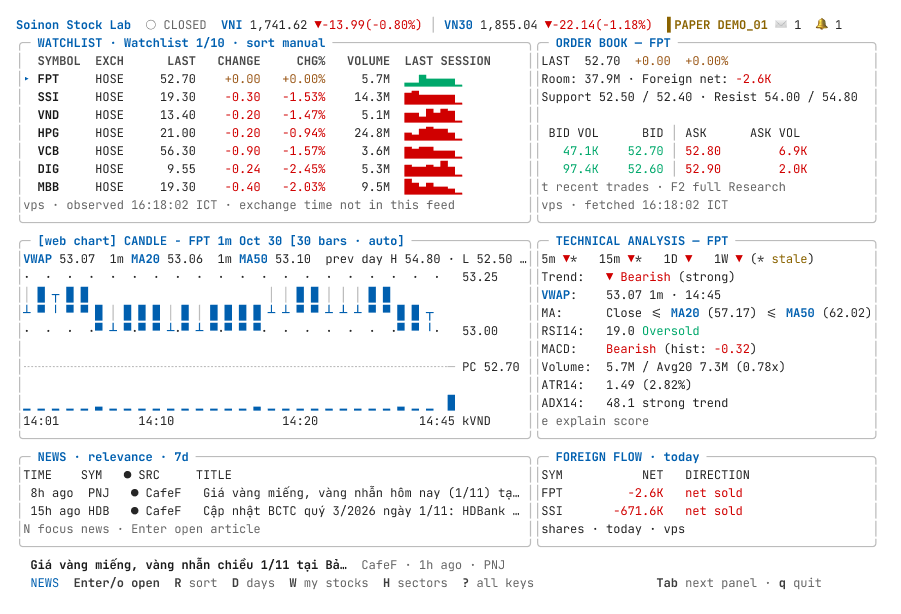 Soinon Stock Lab ○ CLOSED VNI 1,741.62 ▼-13.99(-0.80%) │ VN30 1,855.04 ▼-22.14(-1.18%) ▌PAPER DEMO_01 ✉ 1 🔔 1
WATCHLIST · Watchlist 1/10 · sort manual
SYMBOL EXCH LAST CHANGE CHG% VOLUME LAST SESSION
▸ FPT HOSE 52.70 +0.00 +0.00% 5.7M
SSI HOSE 19.30 -0.30 -1.53% 14.3M
VND HOSE 13.40 -0.20 -1.47% 5.1M
HPG HOSE 21.00 -0.20 -0.94% 24.8M
VCB HOSE 56.30 -0.90 -1.57% 3.6M
DIG HOSE 9.55 -0.24 -2.45% 5.3M
MBB HOSE 19.30 -0.40 -2.03% 9.5M
vps · observed 16:18:02 ICT · exchange time not in this feed
ORDER BOOK — FPT
LAST 52.70 +0.00 +0.00%
Room: 37.9M · Foreign net: -2.6K
Support 52.50 / 52.40 · Resist 54.00 / 54.80
BID VOL BID │ ASK ASK VOL
47.1K 52.70 │ 52.80 6.9K
97.4K 52.60 │ 52.90 2.0K
t recent trades · F2 full Research
vps · fetched 16:18:02 ICT
[web chart] CANDLE - FPT 1m Oct 30 [30 bars · auto]
VWAP 53.07 1m MA20 53.06 1m MA50 53.10 prev day H 54.80 · L 52.50 …
53.25
53.00
PC 52.70
14:01 14:10 14:20 14:45 kVND
TECHNICAL ANALYSIS — FPT
5m ▼* 15m ▼* 1D ▼ 1W ▼ (* stale)
Trend: ▼ Bearish (strong)
VWAP: 53.07 1m · 14:45
MA: Close ⩽ MA20 (57.17) ⩽ MA50 (62.02)
RSI14: 19.0 Oversold
MACD: Bearish (hist: -0.32)
Volume: 5.7M / Avg20 7.3M (0.78x)
ATR14: 1.49 (2.82%)
ADX14: 48.1 strong trend
e explain score
NEWS · relevance · 7d
TIME SYM ● SRC TITLE
8h ago PNJ ● CafeF Giá vàng miếng, vàng nhẫn hôm nay (1/11) tạ…
15h ago HDB ● CafeF Cập nhật BCTC quý 3/2026 ngày 1/11: HDBank …
N focus news · Enter open article
FOREIGN FLOW · today
SYM NET DIRECTION
FPT -2.6K net sold
SSI -671.6K net sold
shares · today · vps
Giá vàng miếng, vàng nhẫn chiều 1/11 tại Bả… CafeF · 1h ago · PNJ
NEWS Enter/o open R sort D days W my stocks H sectors ? all keys Tab next panel · q quit